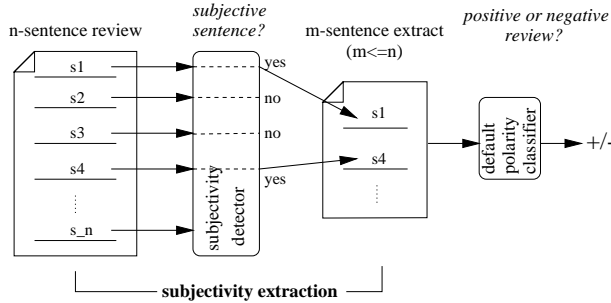 n-sentence review
subjective
sentence?
m-sentence extract
(m<=n)
positive or negative
review?
s1
s2
s3
s4
s_n
yes
no
no
yes
subjectivity
detector
s1
s4
default
polarity
classifier
+/-
subjectivity extraction